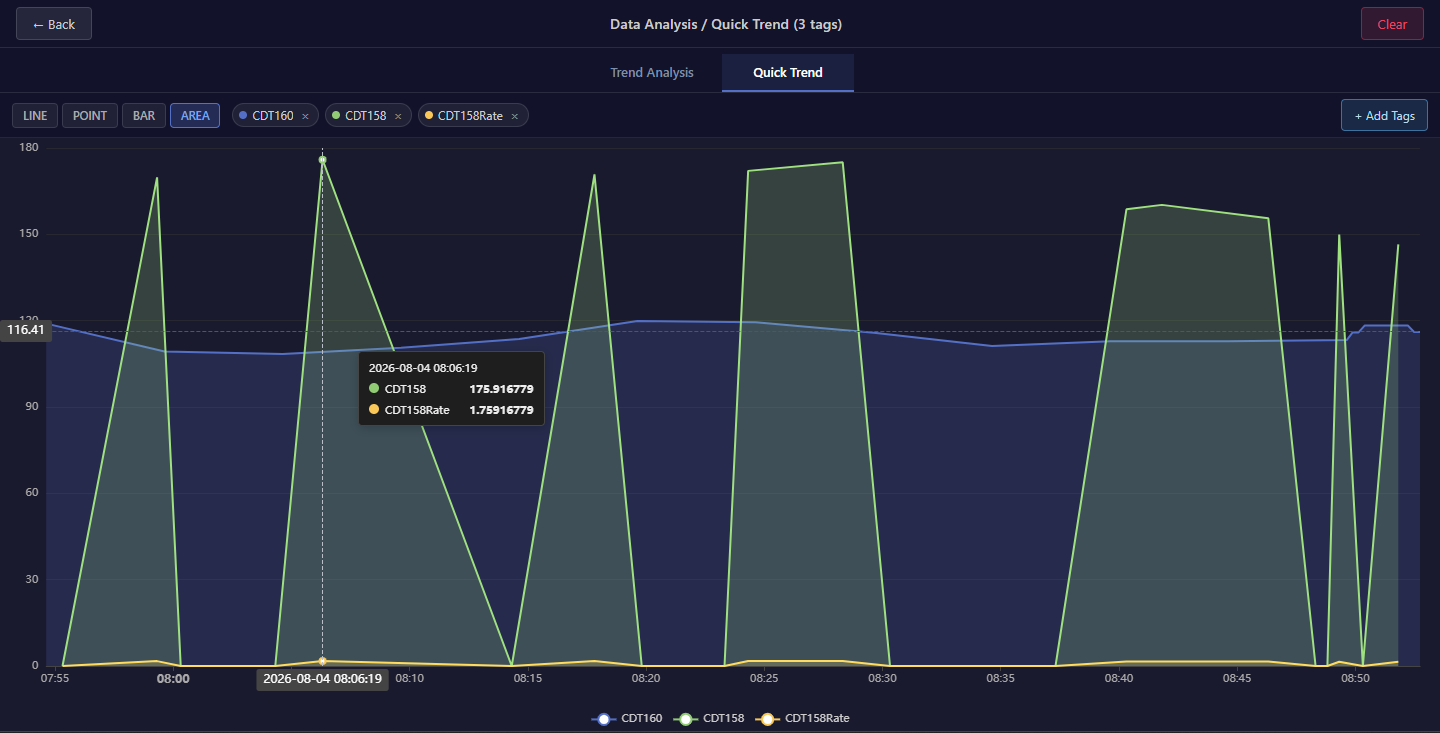 ← Back
Data Analysis / Quick Trend (3 tags)
Clear
Trend Analysis
Quick Trend
LINE POINT BAR AREA CDT160 × CDT158 × CDT158Rate × + Add Tags
180
150
120
116.41
90
60
30
0
2026-08-04 08:06:19
CDT158 175.916779
CDT158Rate 1.75916779
07:55 08:00 2026-08-04 08:06:19 08:10 08:15 08:20 08:25 08:30 08:35 08:40 08:45 08:50
CDT160 CDT158 CDT158Rate